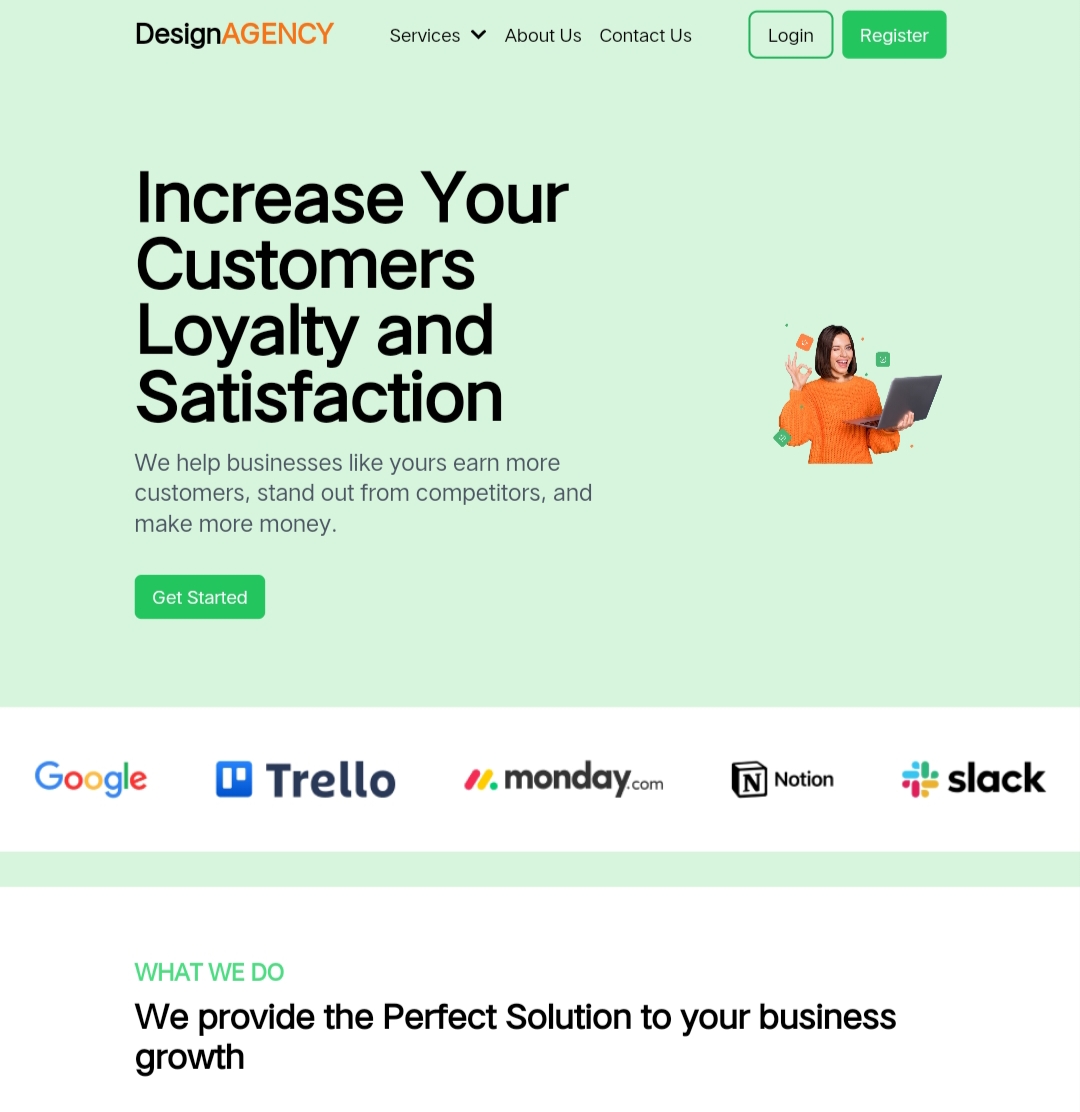 DesignAGENCY
Services
About Us
Contact Us
Login
Register
Increase Your
Customers
Loyalty and
Satisfaction
We help businesses like yours earn more
customers, stand out from competitors, and
make more money.
Get Started
Google
Trello
monday.com
Notion
slack
WHAT WE DO
We provide the Perfect Solution to your business
growth